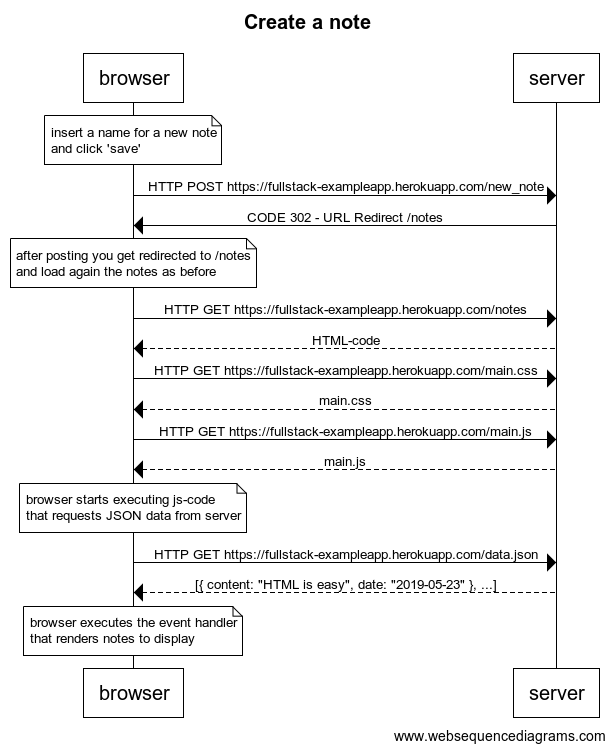 Create a note
browser
server
insert a name for a new note
and click 'save'
HTTP POST https://fullstack-exampleapp.herokuapp.com/new_note
CODE 302 - URL Redirect /notes
after posting you get redirected to /notes
and load again the notes as before
HTTP GET https://fullstack-exampleapp.herokuapp.com/notes
HTML-code
HTTP GET https://fullstack-exampleapp.herokuapp.com/main.css
main.css
HTTP GET https://fullstack-exampleapp.herokuapp.com/main.js
main.js
browser starts executing js-code
that requests JSON data from server
HTTP GET https://fullstack-exampleapp.herokuapp.com/data.json
[{ content: "HTML is easy", date: "2019-05-23" }, ...]
browser executes the event handler
that renders notes to display
browser
server
www.websequencediagrams.com